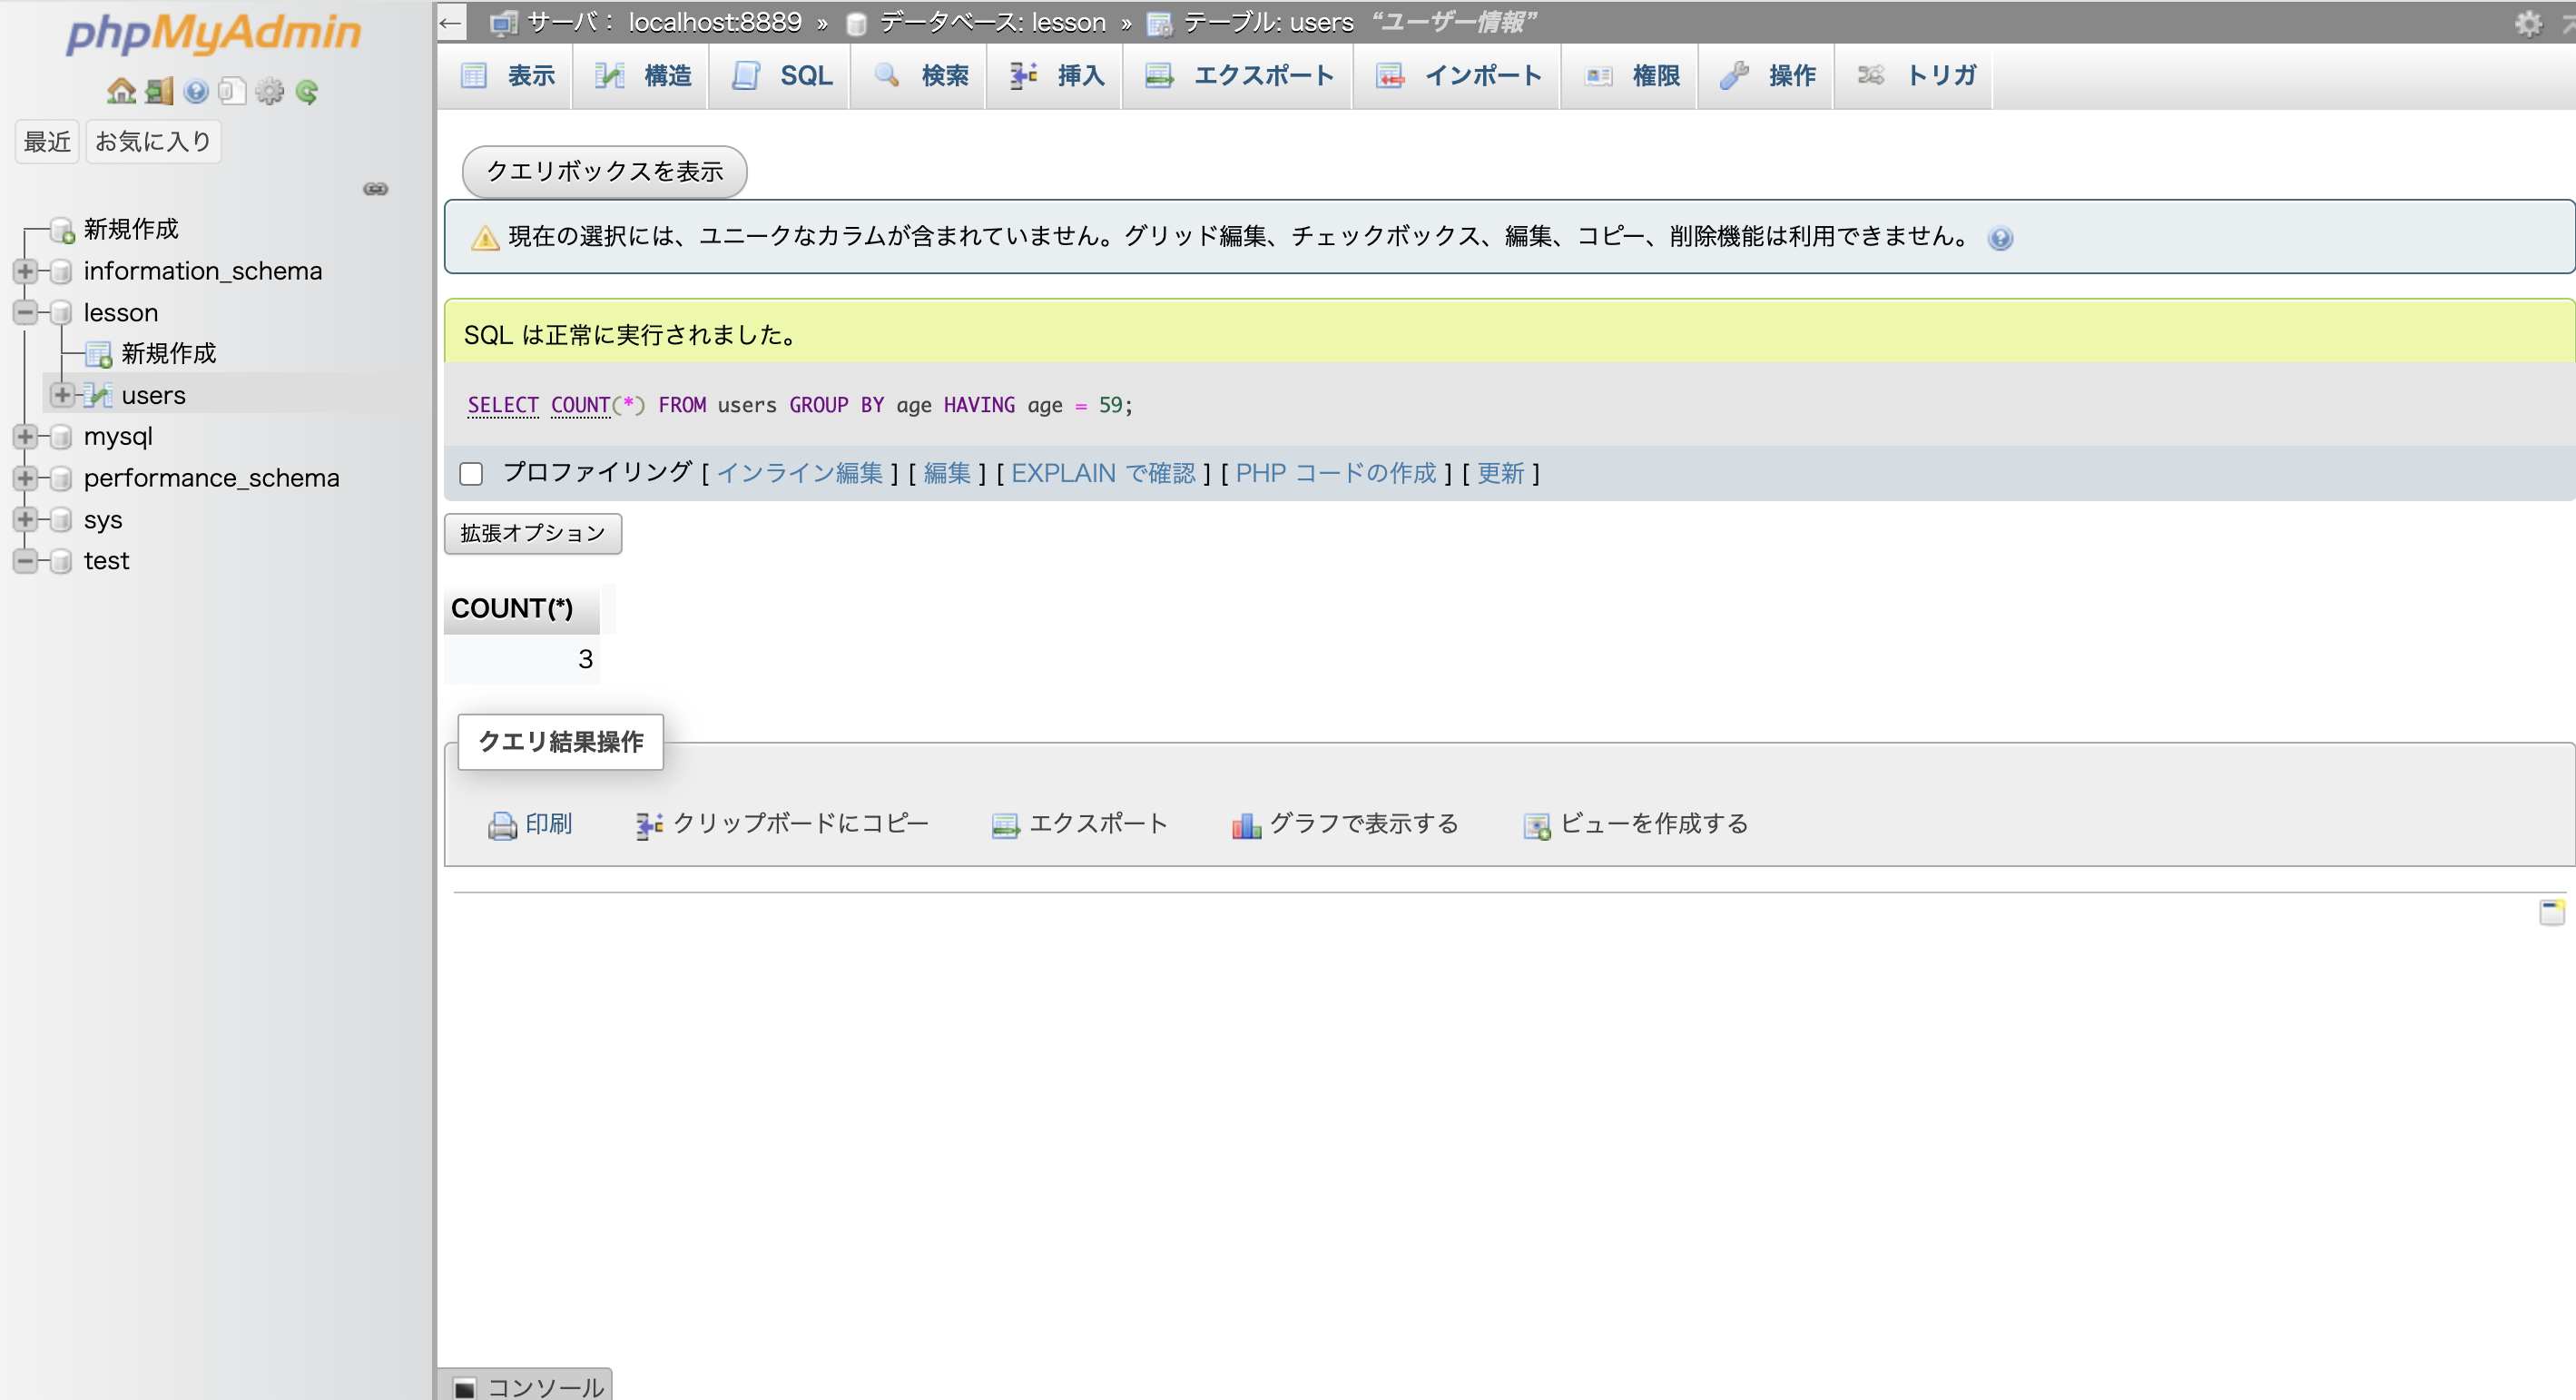 phpMyAdmin
最近 お気に入り
新規作成
information_schema
lesson
新規作成
users
mysql
performance_schema
sys
test
サーバ： localhost:8889 » データベース: lesson » テーブル: users “ユーザー情報”
表示 構造 SQL 検索 挿入 エクスポート インポート 権限 操作 トリガ
クエリボックスを表示
現在の選択には、ユニークなカラムが含まれていません。グリッド編集、チェックボックス、編集、コピー、削除機能は利用できません。
SQL は正常に実行されました。
SELECT COUNT(*) FROM users GROUP BY age HAVING age = 59;
プロファイリング [ インライン編集 ] [ 編集 ] [ EXPLAIN で確認 ] [ PHP コードの作成 ] [ 更新 ]
拡張オプション
COUNT(*)
3
クエリ結果操作
印刷 クリップボードにコピー エクスポート グラフで表示する ビューを作成する
コンソール